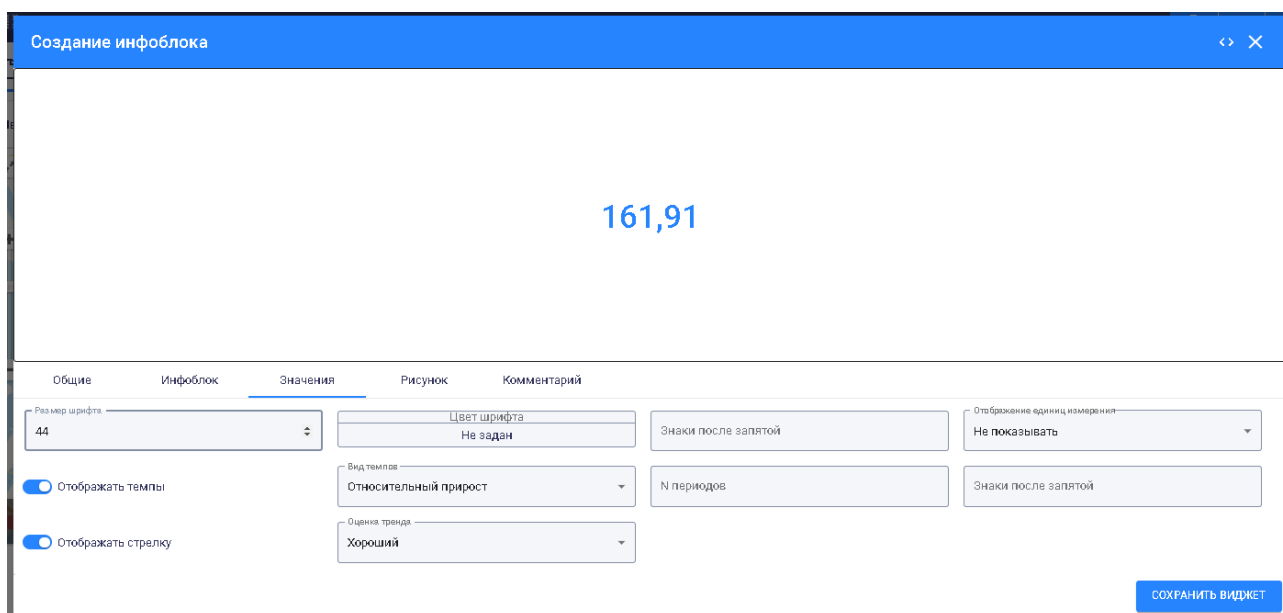 Создание инфоблока
161,91
Общие Инфоблок Значения Рисунок Комментарий
Размер шрифта
44
Цвет шрифта
Не задан
Знаки после запятой
Отображение единиц измерения
Не показывать
Отображать темпы
Вид темпов
Относительный прирост
N периодов
Знаки после запятой
Отображать стрелку
Оценка тренда
Хороший
СОХРАНИТЬ ВИДЖЕТ